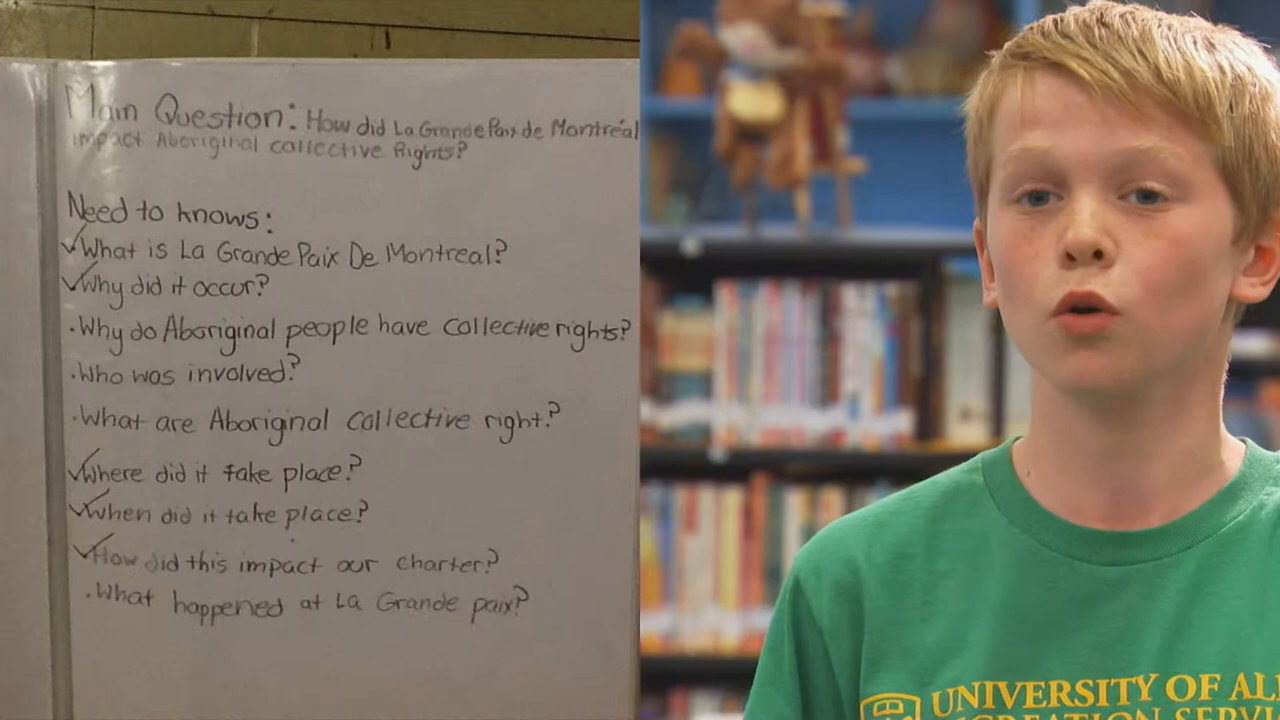 Main Question: How did La Grande Paix de Montréal
impact Aboriginal collective Rights?
Need to knows:
✓What is La Grande Paix De Montreal?
✓Why did it occur?
·Why do Aboriginal people have collective rights?
·Who was involved?
·What are Aboriginal collective right?
✓Where did it take place?
✓When did it take place?
✓How did this impact our charter?
·What happened at La Grande paix?
UNIVERSITY OF AL